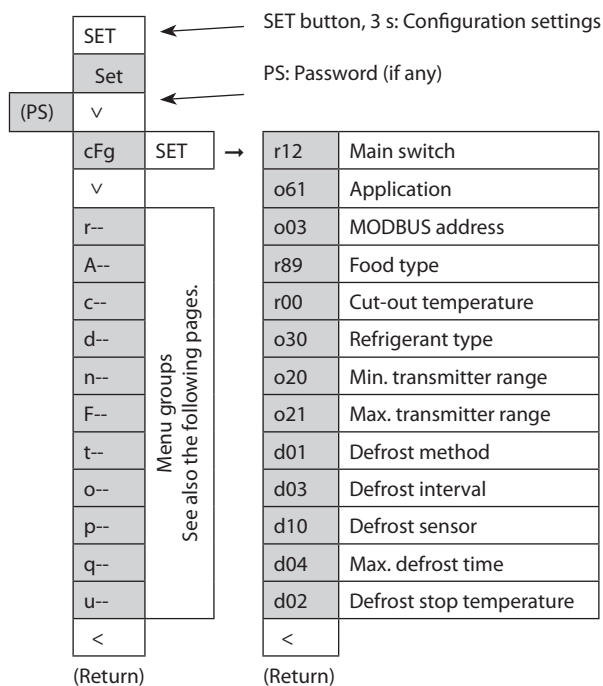 SET SET button, 3 s: Configuration settings
Set PS: Password (if any)
(PS) ∨
cFg SET → r12 Main switch
∨ o61 Application
r-- o03 MODBUS address
A-- r89 Food type
c-- r00 Cut-out temperature
d-- o30 Refrigerant type
n-- o20 Min. transmitter range
F-- o21 Max. transmitter range
t-- d01 Defrost method
o-- d03 Defrost interval
p-- d10 Defrost sensor
q-- d04 Max. defrost time
u-- d02 Defrost stop temperature
Menu groups
See also the following pages.
< <
(Return) (Return)